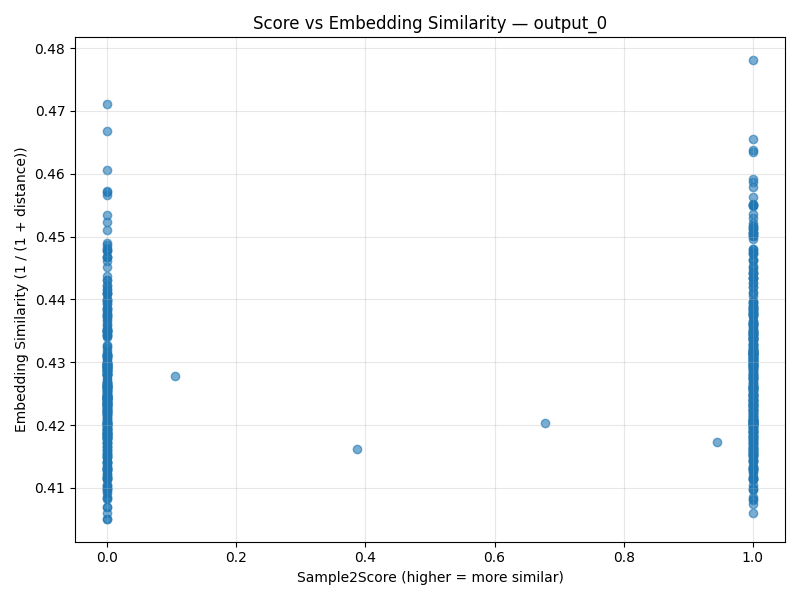 Score vs Embedding Similarity — output_0
Embedding Similarity (1 / (1 + distance))
0.48
0.47
0.46
0.45
0.44
0.43
0.42
0.41
0.0 0.2 0.4 0.6 0.8 1.0
Sample2Score (higher = more similar)